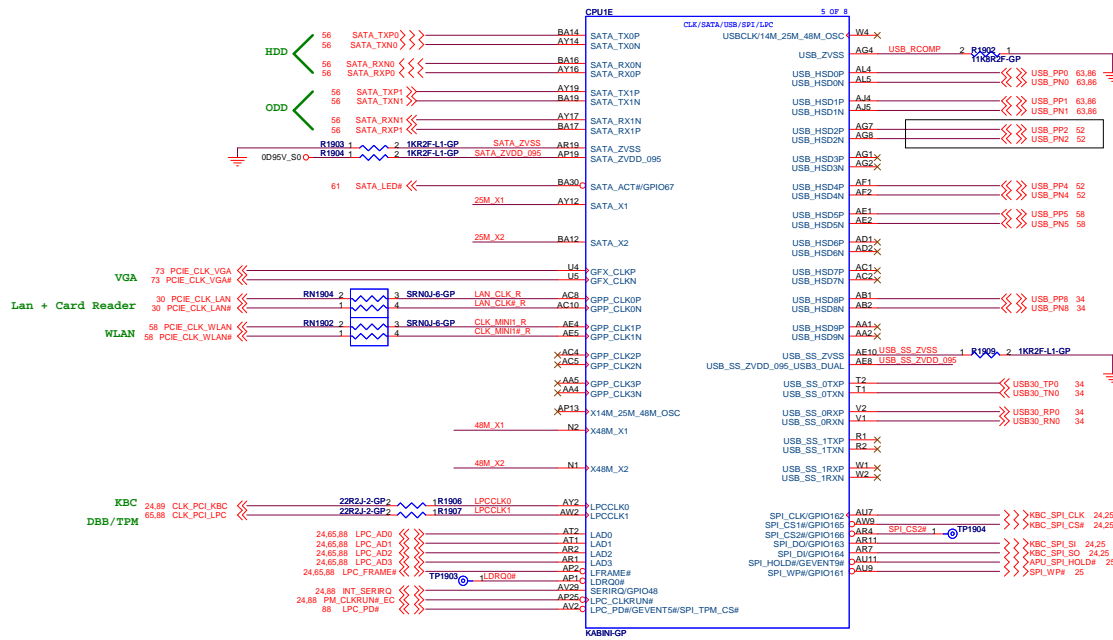 CPU1E
5 OF 8
CLK/SATA/USB/SPI/LPC
HDD
56 SATA_TXP0 BA14 SATA_TX0P
56 SATA_TXN0 AY14 SATA_TX0N
56 SATA_RXN0 BA16 SATA_RX0N
56 SATA_RXP0 AY16 SATA_RX0P
ODD
56 SATA_TXP1 AY19 SATA_TX1P
56 SATA_TXN1 BA19 SATA_TX1N
56 SATA_RXN1 AY17 SATA_RX1N
56 SATA_RXP1 BA17 SATA_RX1P
R1903 1 2 1KR2F-L1-GP SATA_ZVSS AR19 SATA_ZVSS
0D95V_S0 R1904 1 2 1KR2F-L1-GP SATA_ZVDD_095 AP19 SATA_ZVDD_095
61 SATA_LED# BA30 SATA_ACT#/GPIO67
25M_X1 AY12 SATA_X1
25M_X2 BA12 SATA_X2
VGA
73 PCIE_CLK_VGA U4 GFX_CLKP
73 PCIE_CLK_VGA# U5 GFX_CLKN
Lan + Card Reader
30 PCIE_CLK_LAN RN1904 2 3 SRN0J-6-GP LAN_CLK_R AC8 GPP_CLK0P
30 PCIE_CLK_LAN# 1 4 LAN_CLK#_R AC10 GPP_CLK0N
WLAN
58 PCIE_CLK_WLAN RN1902 2 3 SRN0J-6-GP CLK_MINI1_R AE4 GPP_CLK1P
58 PCIE_CLK_WLAN# 1 4 CLK_MINI1#_R AE5 GPP_CLK1N
AC4 GPP_CLK2P
AC5 GPP_CLK2N
AA5 GPP_CLK3P
AA4 GPP_CLK3N
AP13 X14M_25M_48M_OSC
48M_X1 N2 X48M_X1
48M_X2 N1 X48M_X2
KBC
24,89 CLK_PCI_KBC 22R2J-2-GP 2 1 R1906 LPCCLK0 AY2 LPCCLK0
DBB/TPM
65,88 CLK_PCI_LPC 22R2J-2-GP 2 1 R1907 LPCCLK1 AW2 LPCCLK1
24,65,88 LPC_AD0 AT2 LAD0
24,65,88 LPC_AD1 AT1 LAD1
24,65,88 LPC_AD2 AR2 LAD2
24,65,88 LPC_AD3 AR1 LAD3
24,65,88 LPC_FRAME# AP2 LFRAME#
TP1903 1 LDRQ0# AP1 LDRQ0#
24,88 INT_SERIRQ AV29 SERIRQ/GPIO48
24,88 PM_CLKRUN#_EC AP25 LPC_CLKRUN#
88 LPC_PD# AV2 LPC_PD#/GEVENT5#/SPI_TPM_CS#
USBCLK/14M_25M_48M_OSC W4
USB_ZVSS AG4 USB_RCOMP 2 R1902 1
11K8R2F-GP
USB_HSD0P AL4 USB_PP0 63,86
USB_HSD0N AL5 USB_PN0 63,86
USB_HSD1P AJ4 USB_PP1 63,86
USB_HSD1N AJ5 USB_PN1 63,86
USB_HSD2P AG7 USB_PP2 52
USB_HSD2N AG8 USB_PN2 52
USB_HSD3P AG1
USB_HSD3N AG2
USB_HSD4P AF1 USB_PP4 52
USB_HSD4N AF2 USB_PN4 52
USB_HSD5P AE1 USB_PP5 58
USB_HSD5N AE2 USB_PN5 58
USB_HSD6P AD1
USB_HSD6N AD2
USB_HSD7P AC1
USB_HSD7N AC2
USB_HSD8P AB1 USB_PP8 34
USB_HSD8N AB2 USB_PN8 34
USB_HSD9P AA1
USB_HSD9N AA2
USB_SS_ZVSS AE10 USB_SS_ZVSS 1 R1909 2 1KR2F-L1-GP
USB_SS_ZVDD_095_USB3_DUAL AE8 USB_SS_ZVDD_095
USB_SS_0TXP T2 USB30_TP0 34
USB_SS_0TXN T1 USB30_TN0 34
USB_SS_0RXP V2 USB30_RP0 34
USB_SS_0RXN V1 USB30_RN0 34
USB_SS_1TXP R1
USB_SS_1TXN R2
USB_SS_1RXP W1
USB_SS_1RXN W2
SPI_CLK/GPIO162 AU7 KBC_SPI_CLK 24,25
SPI_CS1#/GPIO165 AW9 KBC_SPI_CS# 24,25
SPI_CS2#/GPIO166 AR4 SPI_CS2# 1 TP1904
SPI_DO/GPIO163 AR11 KBC_SPI_SI 24,25
SPI_DI/GPIO164 AR7 KBC_SPI_SO 24,25
SPI_HOLD#/GEVENT9# AU11 APU_SPI_HOLD# 25
SPI_WP#/GPIO161 AU9 SPI_WP# 25
KABINI-GP